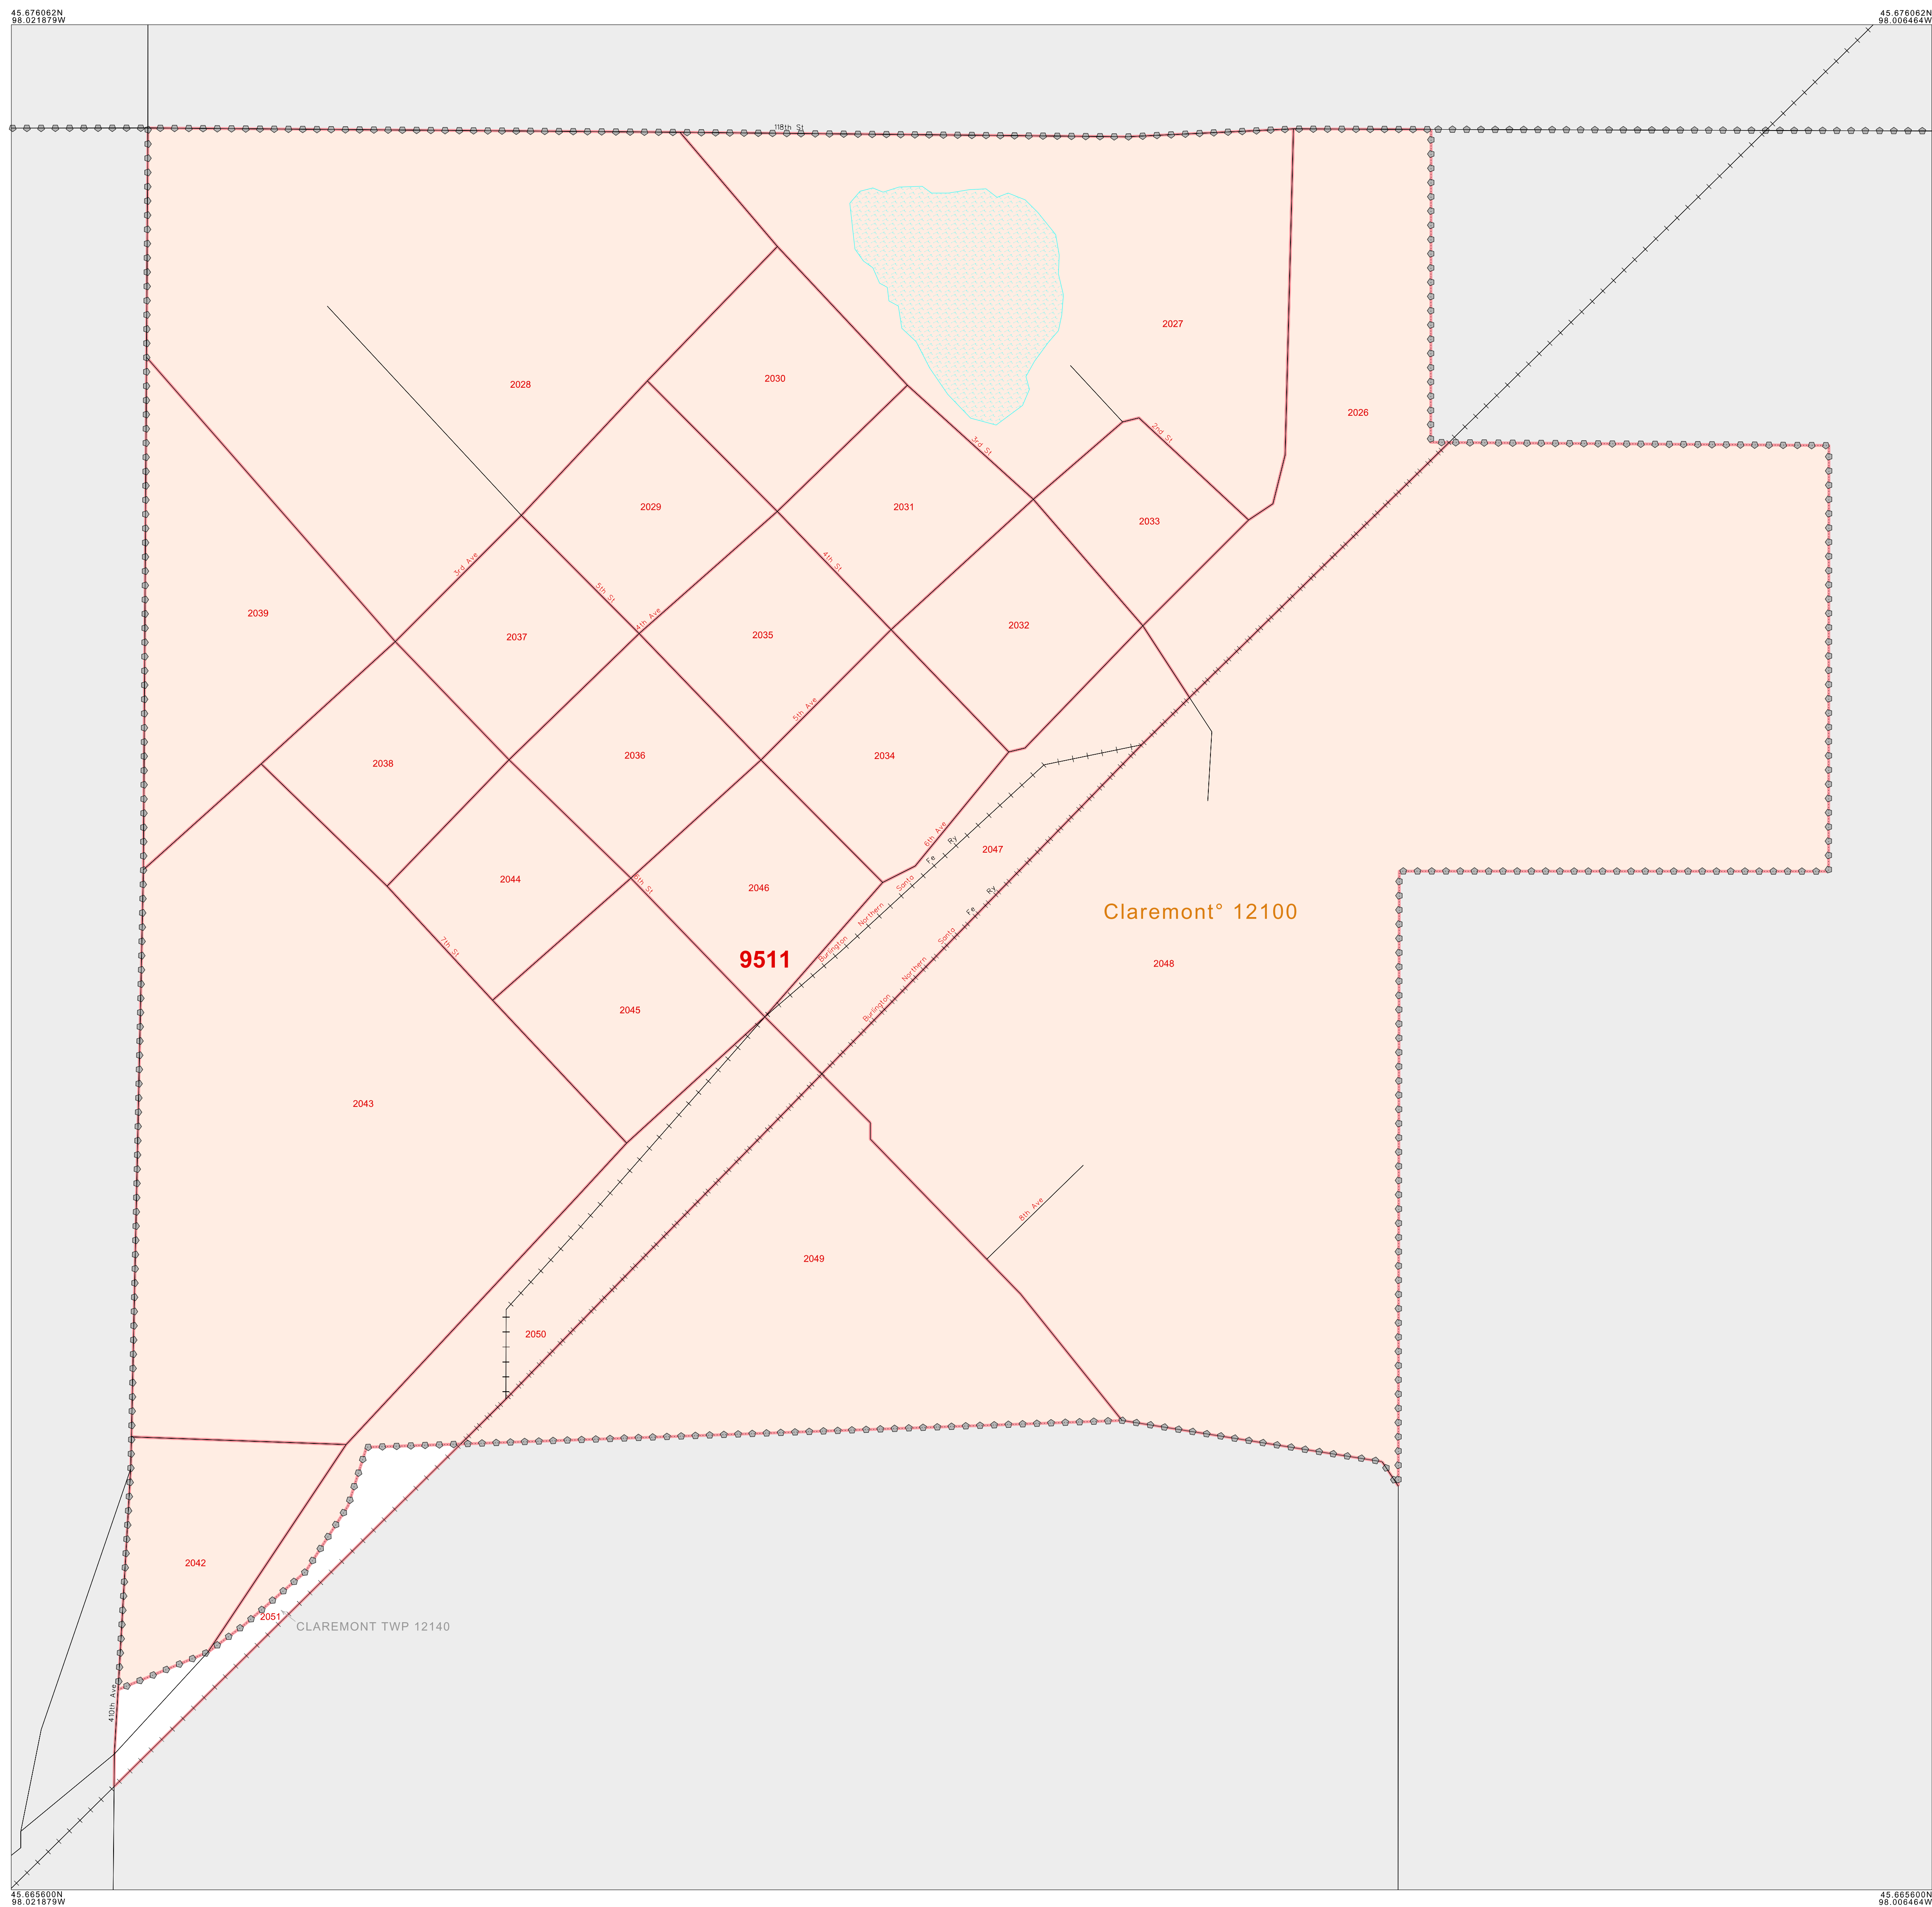 45.676062N
98.021879W
45.676062N
98.006464W
118th St
2027
2028
2030
2026
2nd St
3rd St
2029
2031
2033
3rd Ave
4th St
5th St
2039
4th Ave
2037
2035
2032
5th Ave
2038
2036
2034
6th Ave
Burlington Northern Santa Fe Ry
2047
2044
6th St
2046
Burlington Northern Santa Fe Ry
Claremont° 12100
7th St
9511
2048
2045
2043
8th Ave
2049
2050
2042
2051
CLAREMONT TWP 12140
410th Ave
45.665600N
98.021879W
45.665600N
98.006464W